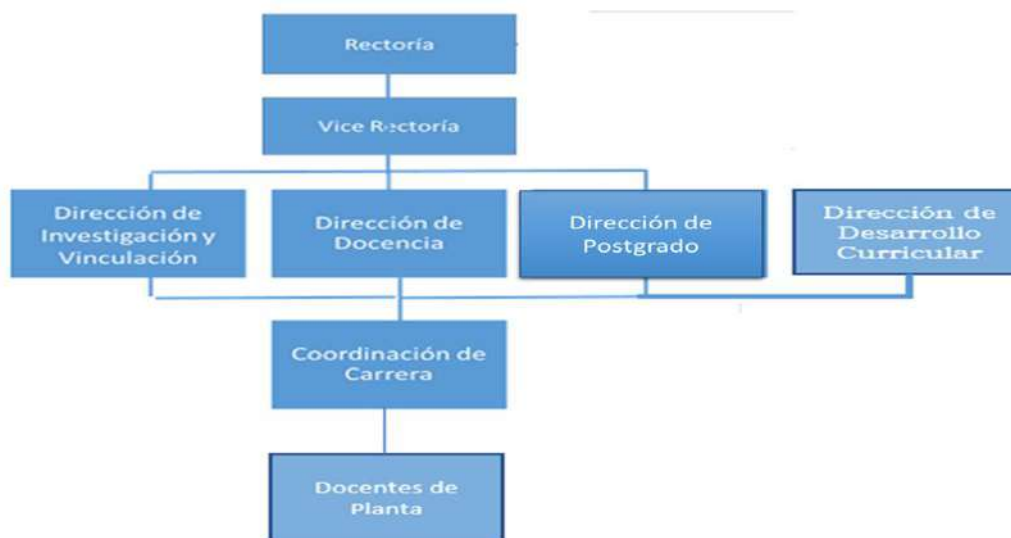 Rectoría
Vice Rectoría
Dirección de
Investigación y
Vinculación
Dirección de
Docencia
Dirección de
Postgrado
Dirección de
Desarrollo
Curricular
Coordinación de
Carrera
Docentes de
Planta